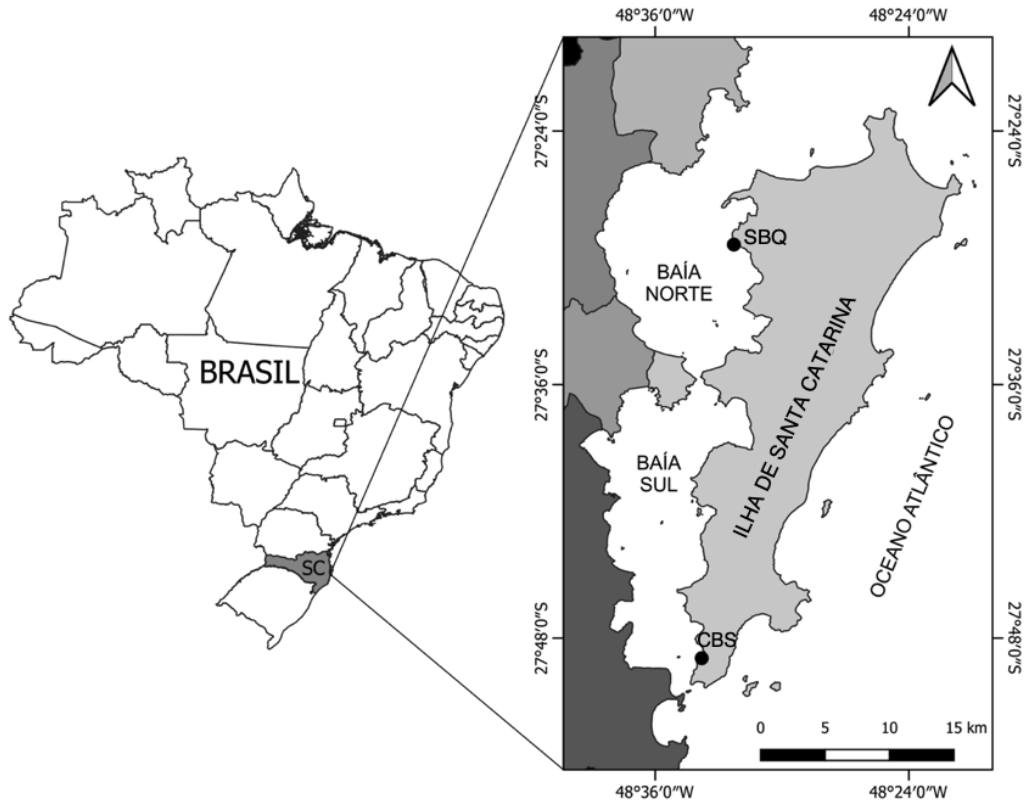 48°36′0″W
48°24′0″W
27°24′0″S
27°24′0″S
SBQ
BAÍA
NORTE
BRASIL
ILHA DE SANTA CATARINA
27°36′0″S
27°36′0″S
BAÍA
SUL
OCEANO ATLÂNTICO
SC
27°48′0″S
27°48′0″S
CBS
0
5
10
15 km
48°36′0″W
48°24′0″W